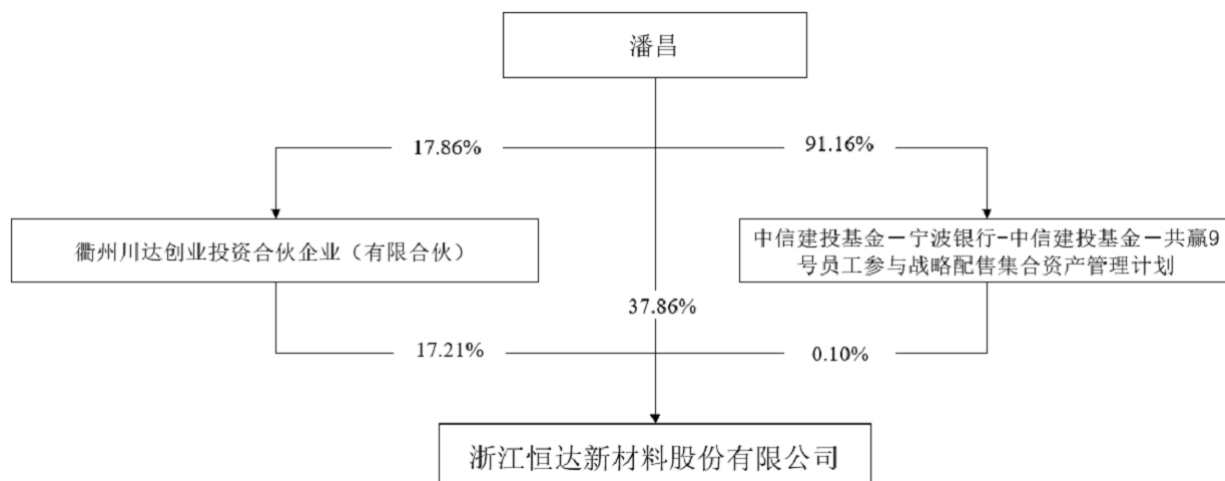 潘昌
17.86%
91.16%
衢州川达创业投资合伙企业（有限合伙）
中信建投基金－宁波银行-中信建投基金－共赢9
号员工参与战略配售集合资产管理计划
37.86%
17.21%
0.10%
浙江恒达新材料股份有限公司